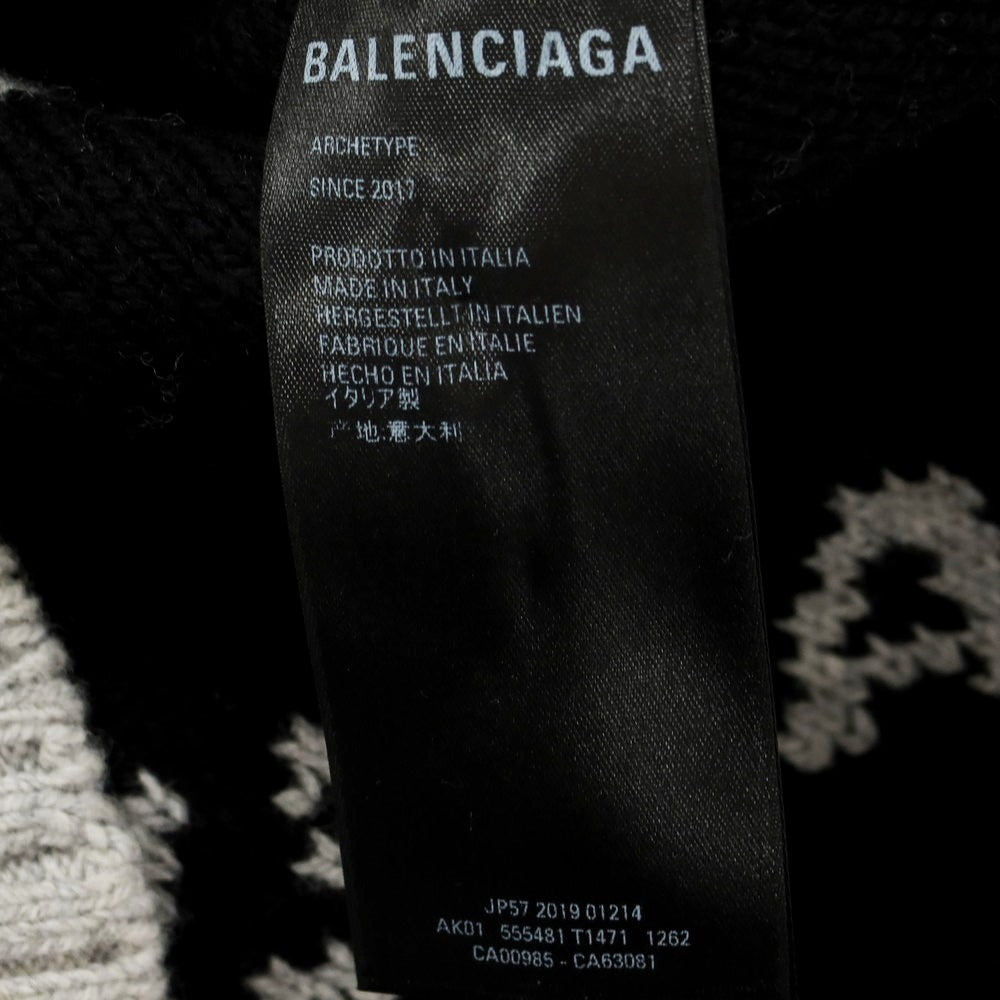 BALENCIAGA
ARCHETYPE
SINCE 2017
PRODOTTO IN ITALIA
MADE IN ITALY
HERGESTELLT IN ITALIEN
FABRIQUE EN ITALIE
HECHO EN ITALIA
イタリア製
产地:意大利
JP57 2019 01214
AK01 555481 T1471 1262
CA00985 - CA63081